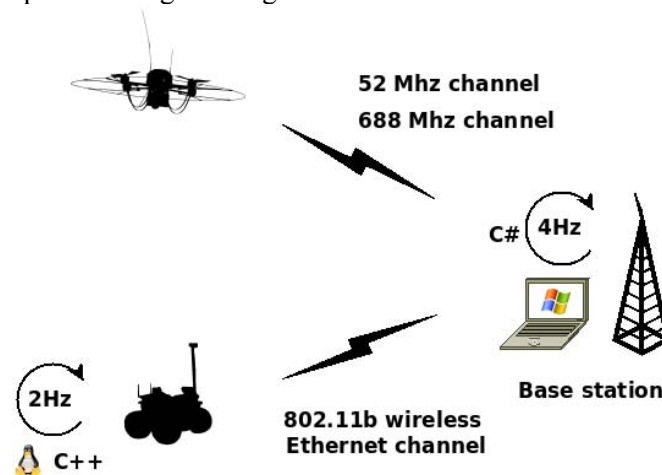 52 Mhz channel
688 Mhz channel
C#
4Hz
Base station
2Hz
C++
802.11b wireless
Ethernet channel